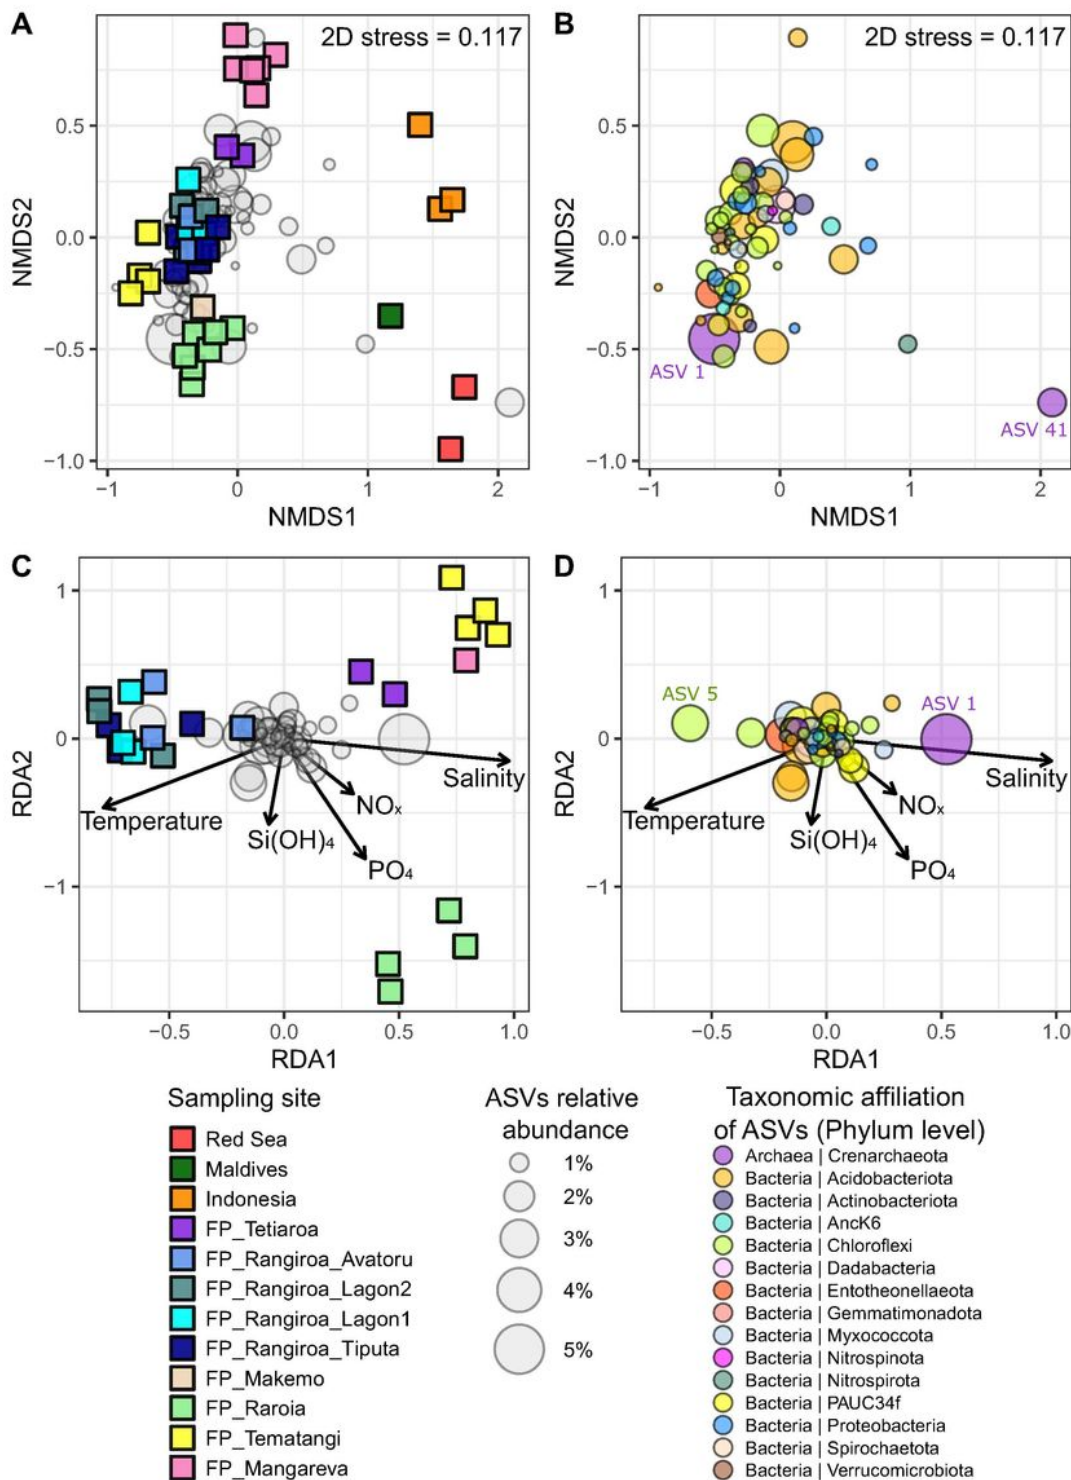 A
2D stress = 0.117
0.5
0.0
−0.5
−1.0
NMDS2
−1
0
1
2
NMDS1
B
2D stress = 0.117
0.5
0.0
−0.5
−1.0
NMDS2
ASV 1
ASV 41
−1
0
1
2
NMDS1
C
1
0
−1
RDA2
Salinity
Temperature
NOₓ
Si(OH)₄
PO₄
−0.5
0.0
0.5
1.0
RDA1
D
1
0
−1
RDA2
ASV 5
ASV 1
Salinity
Temperature
NOₓ
Si(OH)₄
PO₄
−0.5
0.0
0.5
1.0
RDA1
Sampling site
Red Sea
Maldives
Indonesia
FP_Tetiaroa
FP_Rangiroa_Avatoru
FP_Rangiroa_Lagon2
FP_Rangiroa_Lagon1
FP_Rangiroa_Tiputa
FP_Makemo
FP_Raroia
FP_Tematangi
FP_Mangareva
ASVs relative
abundance
1%
2%
3%
4%
5%
Taxonomic affiliation
of ASVs (Phylum level)
Archaea | Crenarchaeota
Bacteria | Acidobacteriota
Bacteria | Actinobacteriota
Bacteria | AncK6
Bacteria | Chloroflexi
Bacteria | Dadabacteria
Bacteria | Entotheonellaeota
Bacteria | Gemmatimonadota
Bacteria | Myxococcota
Bacteria | Nitrospinota
Bacteria | Nitrospirota
Bacteria | PAUC34f
Bacteria | Proteobacteria
Bacteria | Spirochaetota
Bacteria | Verrucomicrobiota